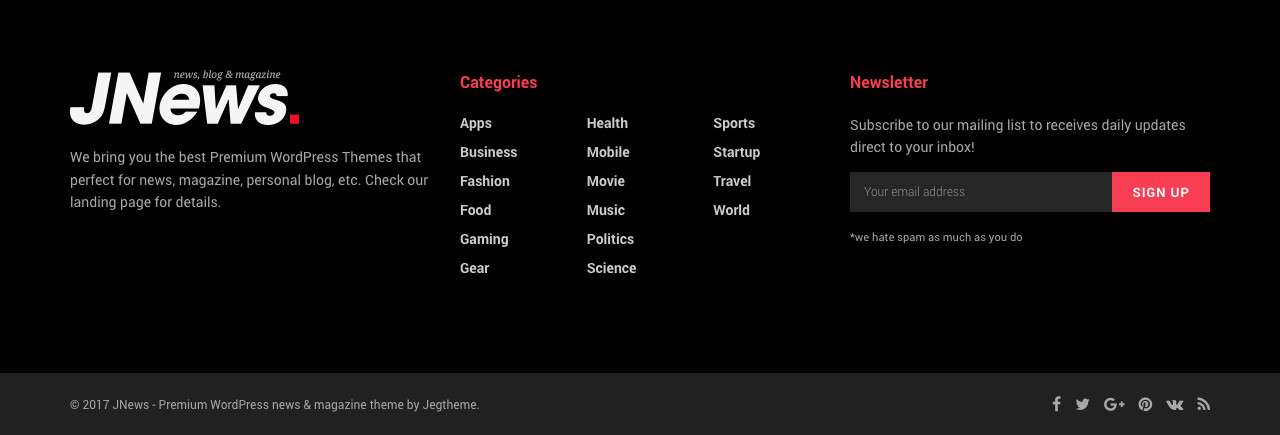 news, blog & magazine
JNews.
We bring you the best Premium WordPress Themes that
perfect for news, magazine, personal blog, etc. Check our
landing page for details.
Categories
Apps
Business
Fashion
Food
Gaming
Gear
Health
Mobile
Movie
Music
Politics
Science
Sports
Startup
Travel
World
Newsletter
Subscribe to our mailing list to receives daily updates
direct to your inbox!
Your email address
SIGN UP
*we hate spam as much as you do
© 2017 JNews - Premium WordPress news & magazine theme by Jegtheme.